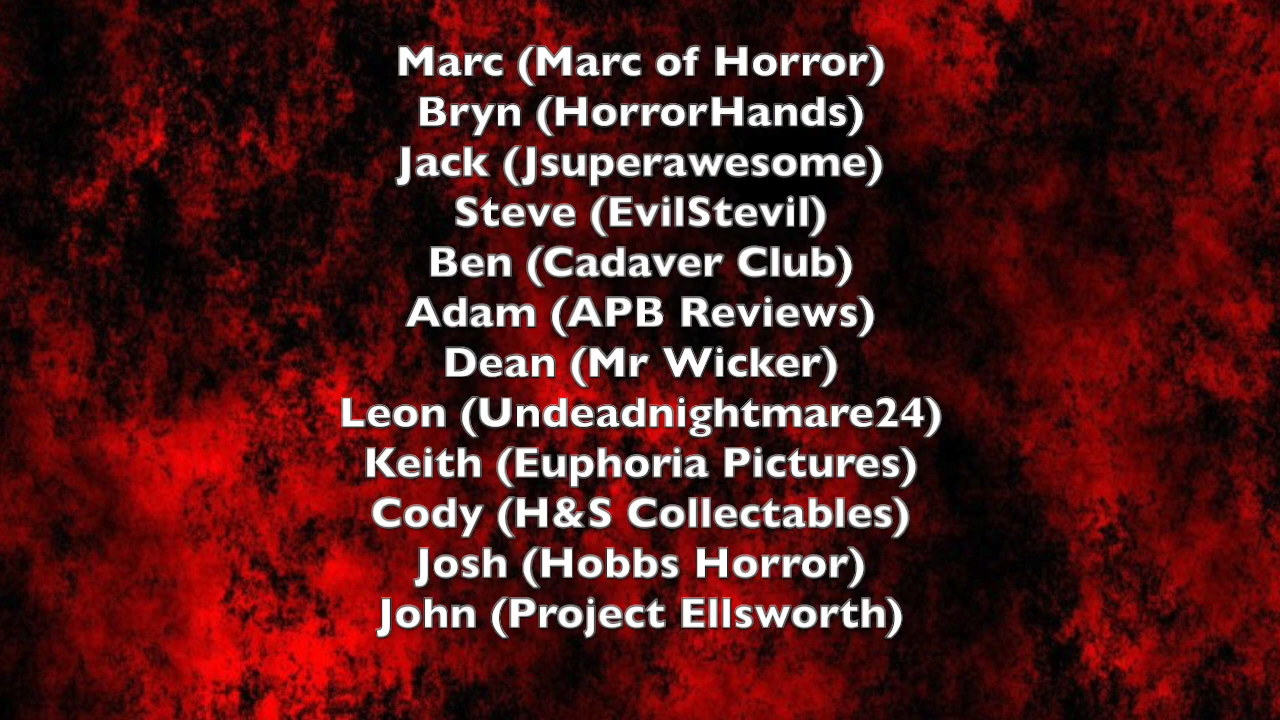 Marc (Marc of Horror)
Bryn (HorrorHands)
Jack (Jsuperawesome)
Steve (EvilStevil)
Ben (Cadaver Club)
Adam (APB Reviews)
Dean (Mr Wicker)
Leon (Undeadnightmare24)
Keith (Euphoria Pictures)
Cody (H&S Collectables)
Josh (Hobbs Horror)
John (Project Ellsworth)